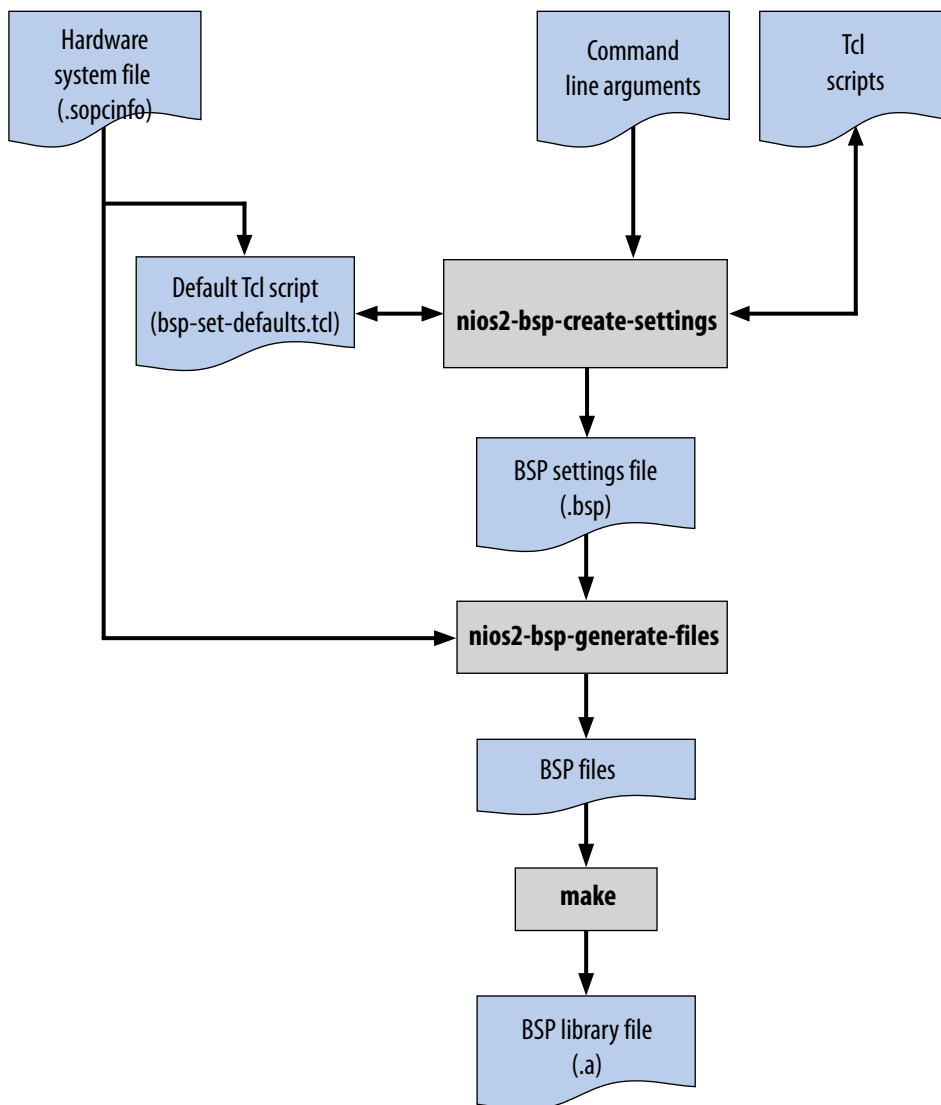 Hardware
system file
(.sopcinfo)
Command
line arguments
Tcl
scripts
Default Tcl script
(bsp-set-defaults.tcl)
nios2-bsp-create-settings
BSP settings file
(.bsp)
nios2-bsp-generate-files
BSP files
make
BSP library file
(.a)